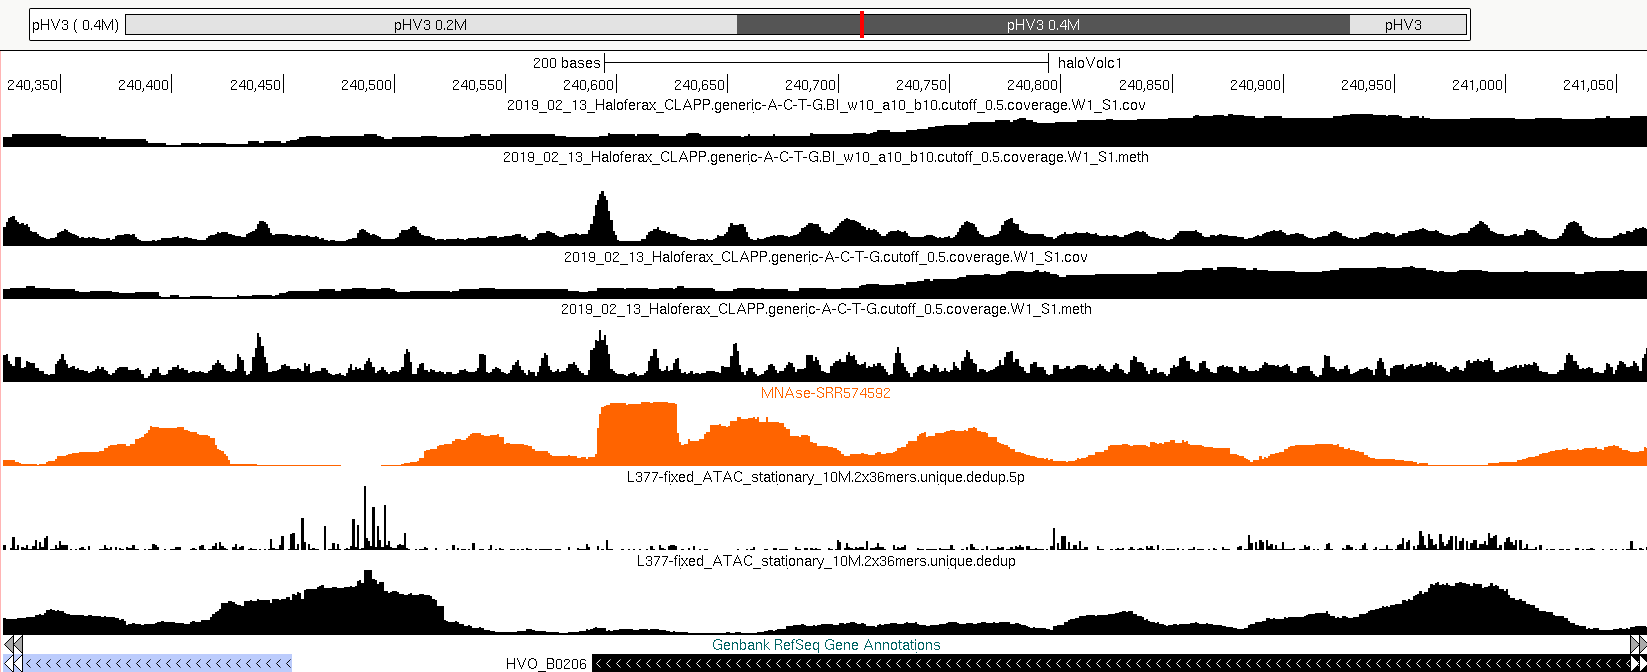 pHV3 ( 0.4M) pHV3 0.2M pHV3 0.4M pHV3
200 bases haloVolc1
240,350 240,400 240,450 240,500 240,550 240,600 240,650 240,700 240,750 240,800 240,850 240,900 240,950 241,000 241,050
2019_02_13_Haloferax_CLAPP.generic-A-C-T-G.BI_w10_a10_b10.cutoff_0.5.coverage.W1_S1.cov
2019_02_13_Haloferax_CLAPP.generic-A-C-T-G.BI_w10_a10_b10.cutoff_0.5.coverage.W1_S1.meth
2019_02_13_Haloferax_CLAPP.generic-A-C-T-G.cutoff_0.5.coverage.W1_S1.cov
2019_02_13_Haloferax_CLAPP.generic-A-C-T-G.cutoff_0.5.coverage.W1_S1.meth
MNAse-SRR574592
L377-fixed_ATAC_stationary_10M.2x36mers.unique.dedup.5p
L377-fixed_ATAC_stationary_10M.2x36mers.unique.dedup
Genbank RefSeq Gene Annotations
HVO_B0206